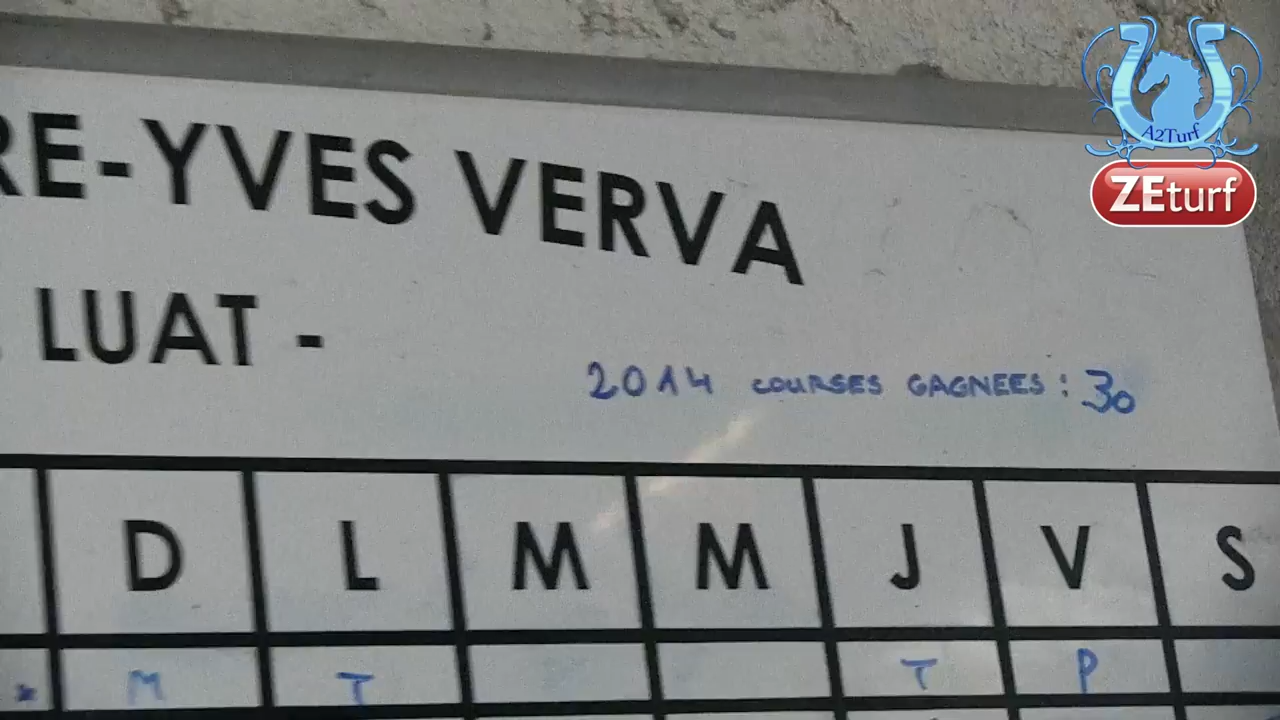 A2Turf
ZEturf
RE-YVES VERVA
LUAT -
2014 COURSES GAGNEES : 30
D L M M J V S
M T T P